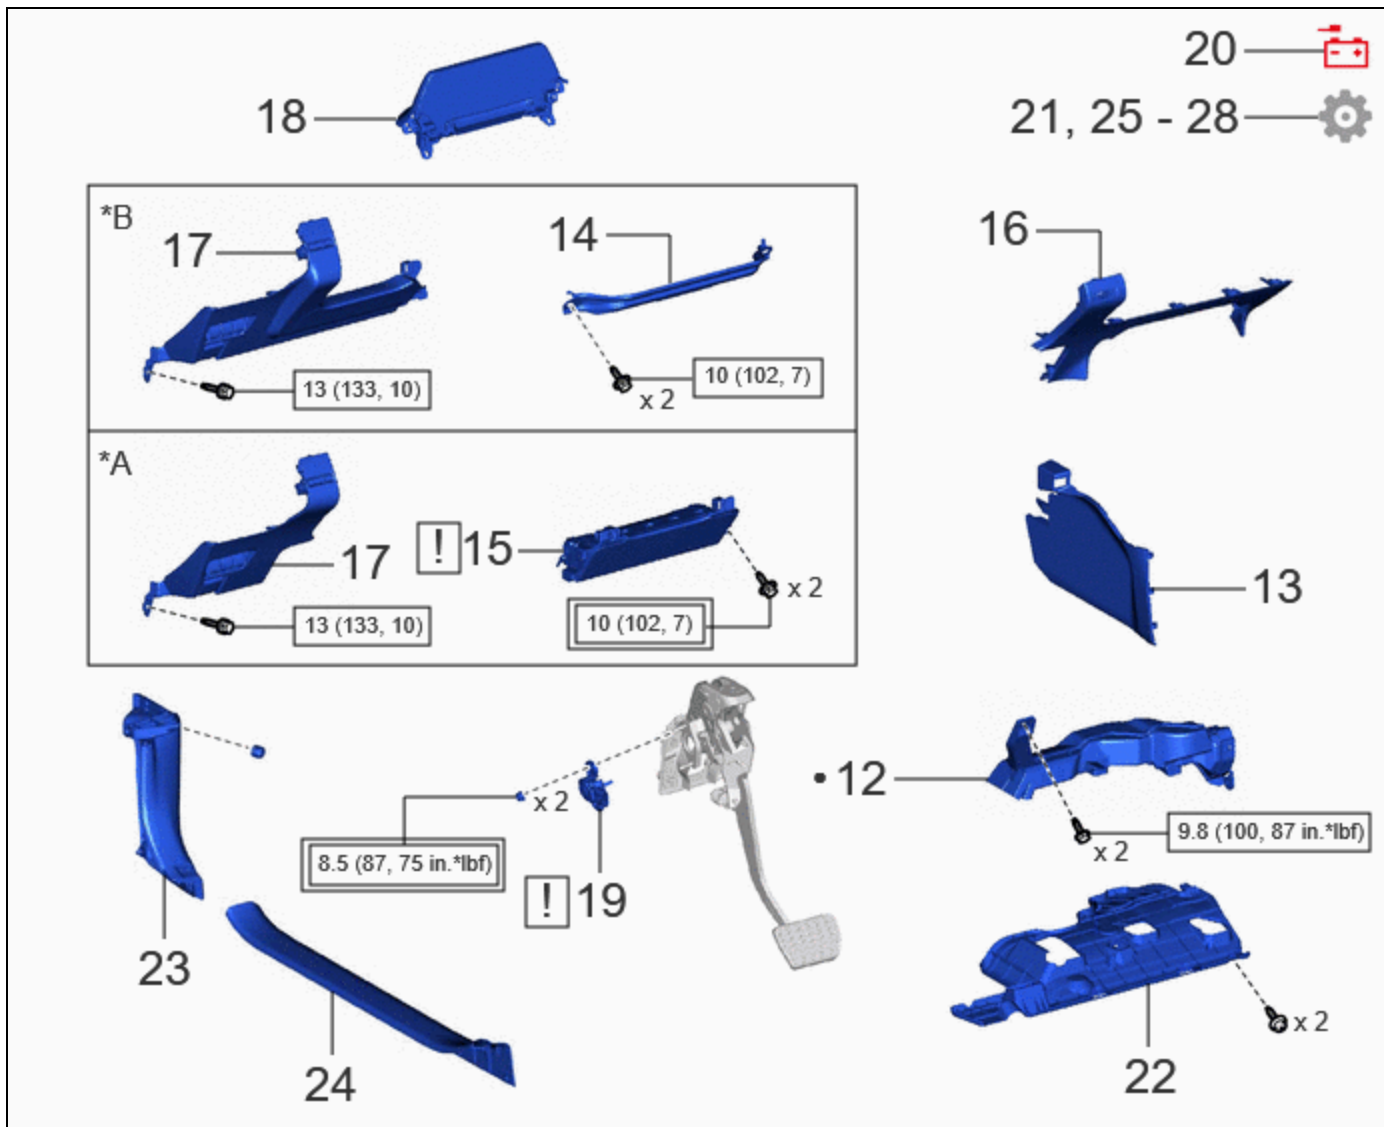 20
18
21, 25 - 28
*B
17
14
16
13 (133, 10)
10 (102, 7)
x 2
*A
! 15
17
x 2
13
13 (133, 10)
10 (102, 7)
• 12
x 2
9.8 (100, 87 in.*lbf)
8.5 (87, 75 in.*lbf)
x 2
! 19
23
x 2
24
22